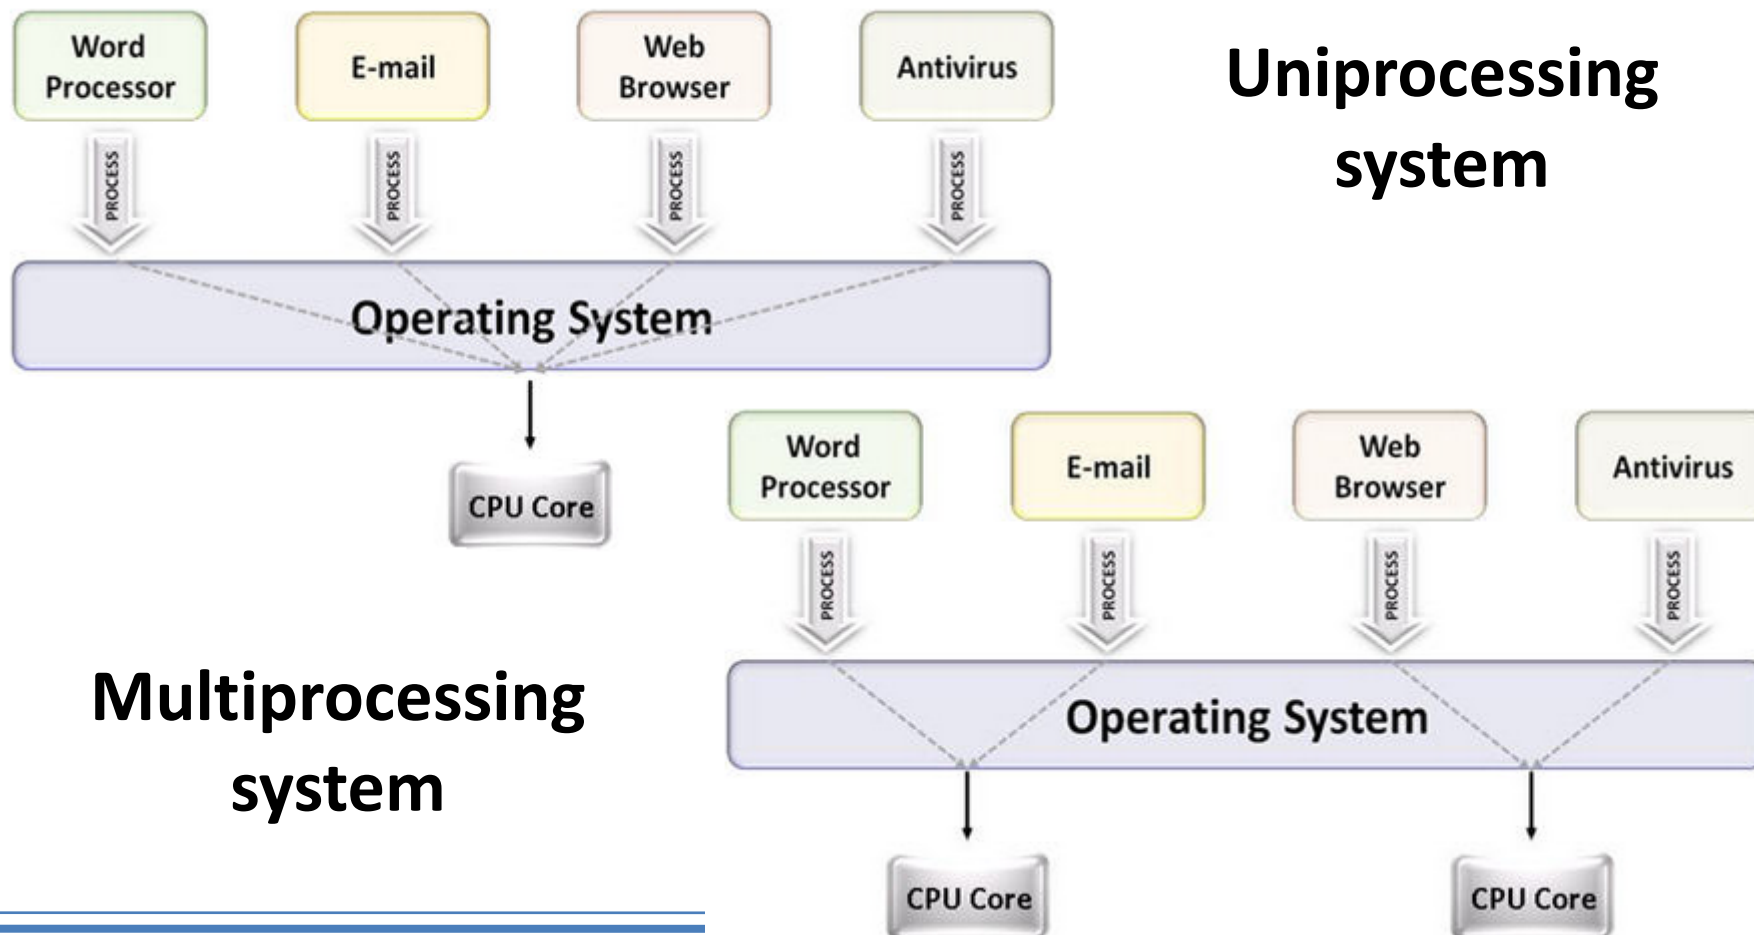 Word
Processor
E-mail
Web
Browser
Antivirus
Uniprocessing
system
PROCESS
PROCESS
PROCESS
PROCESS
Operating System
CPU Core
Word
Processor
E-mail
Web
Browser
Antivirus
PROCESS
PROCESS
PROCESS
PROCESS
Multiprocessing
system
Operating System
CPU Core
CPU Core